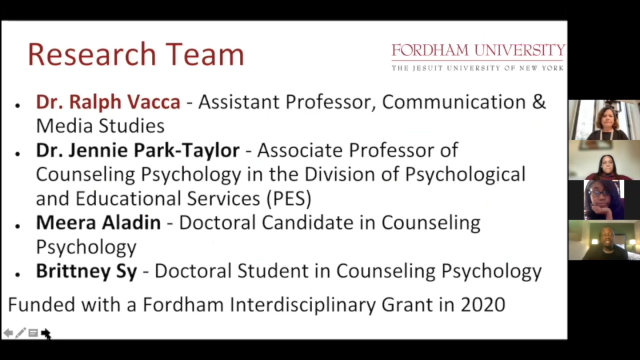 Research Team
FORDHAM UNIVERSITY
THE JESUIT UNIVERSITY OF NEW YORK
• Dr. Ralph Vacca - Assistant Professor, Communication &
Media Studies
• Dr. Jennie Park-Taylor - Associate Professor of
Counseling Psychology in the Division of Psychological
and Educational Services (PES)
• Meera Aladin - Doctoral Candidate in Counseling
Psychology
• Brittney Sy - Doctoral Student in Counseling Psychology
Funded with a Fordham Interdisciplinary Grant in 2020